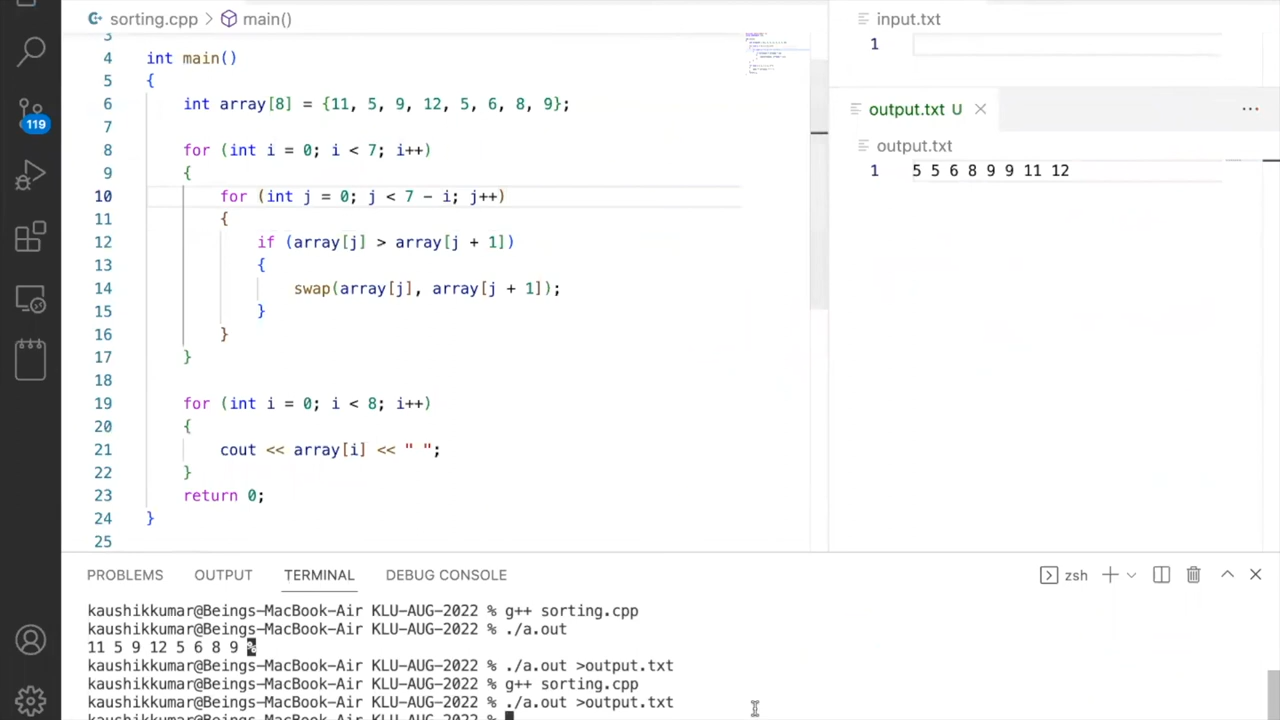 sorting.cpp > main()
3
4 int main()
5 {
6 int array[8] = {11, 5, 9, 12, 5, 6, 8, 9};
7
8 for (int i = 0; i < 7; i++)
9 {
10 for (int j = 0; j < 7 - i; j++)
11 {
12 if (array[j] > array[j + 1])
13 {
14 swap(array[j], array[j + 1]);
15 }
16 }
17 }
18
19 for (int i = 0; i < 8; i++)
20 {
21 cout << array[i] << " ";
22 }
23 return 0;
24 }
25
119
input.txt
1
output.txt U
output.txt
1 5 5 6 8 9 9 11 12
PROBLEMS OUTPUT TERMINAL DEBUG CONSOLE
zsh
kaushikkumar@Beings-MacBook-Air KLU-AUG-2022 % g++ sorting.cpp
kaushikkumar@Beings-MacBook-Air KLU-AUG-2022 % ./a.out
11 5 9 12 5 6 8 9 %
kaushikkumar@Beings-MacBook-Air KLU-AUG-2022 % ./a.out >output.txt
kaushikkumar@Beings-MacBook-Air KLU-AUG-2022 % g++ sorting.cpp
kaushikkumar@Beings-MacBook-Air KLU-AUG-2022 % ./a.out >output.txt
kaushikkumar@Beings-MacBook-Air KLU-AUG-2022 %